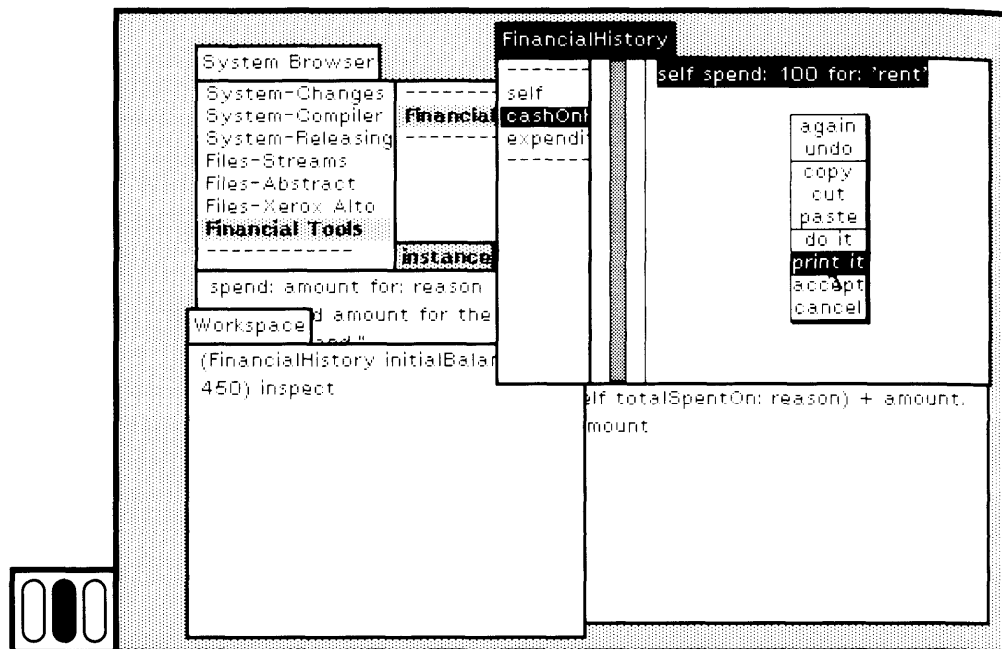 System Browser
System-Changes
System-Compiler
System-Releasing
Files-Streams
Files-Abstract
Files-Xerox Alto
Financial Tools
--------------
Financial
instance
spend: amount for: reason
d amount for the
Workspace
(FinancialHistory initialBalan
450) inspect
FinancialHistory
self
cashOnH
expendit
self spend: 100 for: 'rent'
again
undo
copy
cut
paste
do it
print it
accept
cancel
elf totalSpentOn: reason) + amount.
mount